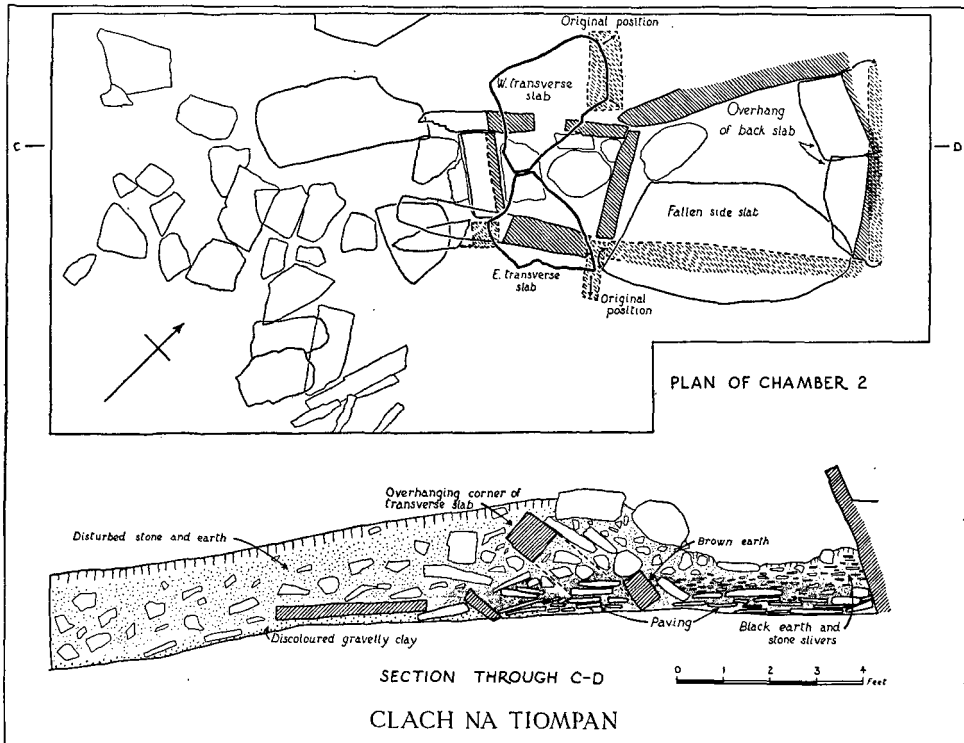 Original position
W. transverse
slab
Overhang
of back slab
C
D
Fallen side slab
E. transverse
slab
Original
position
PLAN OF CHAMBER 2
Overhanging corner of
transverse slab
Disturbed stone and earth
Brown earth
Discoloured gravelly clay
Paving
Black earth and
stone slivers
SECTION THROUGH C-D
0 1 2 3 4
Feet
CLACH NA TIOMPAN